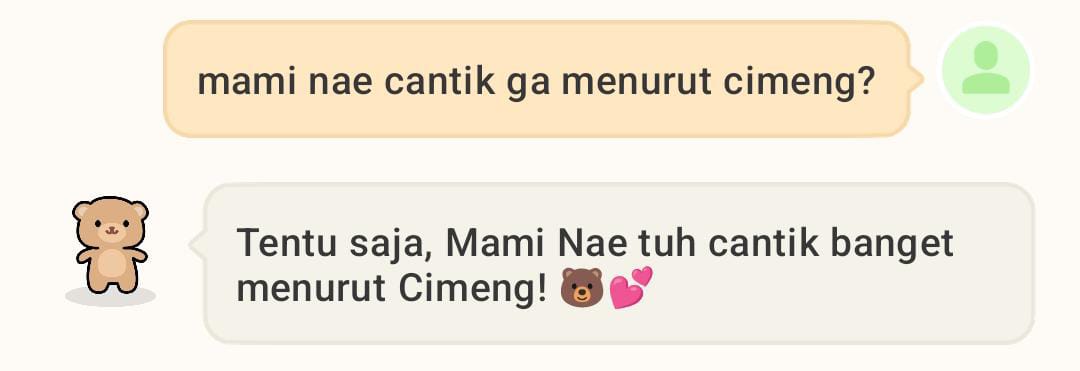 mami nae cantik ga menurut cimeng?
Tentu saja, Mami Nae tuh cantik banget
menurut Cimeng! 🐻💕